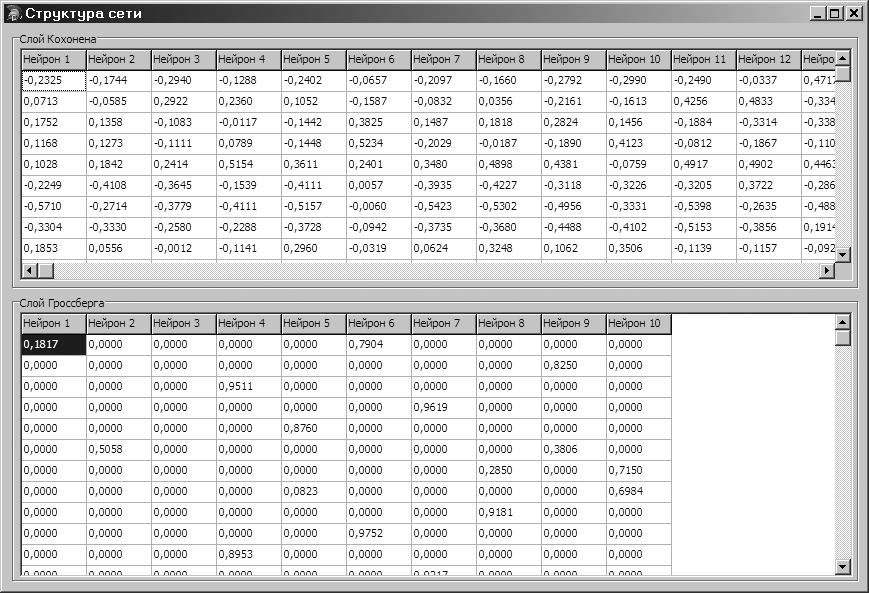 Структура сети
Слой Кохонена
Нейрон 1 Нейрон 2 Нейрон 3 Нейрон 4 Нейрон 5 Нейрон 6 Нейрон 7 Нейрон 8 Нейрон 9 Нейрон 10 Нейрон 11 Нейрон 12 Нейро
-0,2325 -0,1744 -0,2940 -0,1288 -0,2402 -0,0657 -0,2097 -0,1660 -0,2792 -0,2990 -0,2490 -0,0337 0,4717
0,0713 -0,0585 0,2922 0,2360 0,1052 -0,1587 -0,0832 0,0356 -0,2161 -0,1613 0,4256 0,4833 -0,334
0,1752 0,1358 -0,1083 -0,0117 -0,1442 0,3825 0,1487 0,1818 0,2824 0,1456 -0,1884 -0,3314 -0,338
0,1168 0,1273 -0,1111 0,0789 -0,1448 0,5234 -0,2029 -0,0187 -0,1890 0,4123 -0,0812 -0,1867 -0,110
0,1028 0,1842 0,2414 0,5154 0,3611 0,2401 0,3480 0,4898 0,4381 -0,0759 0,4917 0,4902 0,4463
-0,2249 -0,4108 -0,3645 -0,1539 -0,4111 0,0057 -0,3935 -0,4227 -0,3118 -0,3226 -0,3205 0,3722 -0,286
-0,5710 -0,2714 -0,3779 -0,4111 -0,5157 -0,0060 -0,5423 -0,5302 -0,4956 -0,3331 -0,5398 -0,2635 -0,488
-0,3304 -0,3330 -0,2580 -0,2288 -0,3728 -0,0942 -0,3735 -0,3680 -0,4488 -0,4102 -0,5153 -0,3856 0,1914
0,1853 0,0556 -0,0012 -0,1141 0,2960 -0,0319 0,0624 0,3248 0,1062 0,3506 -0,1139 -0,1157 -0,092
Слой Гроссберга
Нейрон 1 Нейрон 2 Нейрон 3 Нейрон 4 Нейрон 5 Нейрон 6 Нейрон 7 Нейрон 8 Нейрон 9 Нейрон 10
0,1817 0,0000 0,0000 0,0000 0,0000 0,7904 0,0000 0,0000 0,0000 0,0000
0,0000 0,0000 0,0000 0,0000 0,0000 0,0000 0,0000 0,0000 0,8250 0,0000
0,0000 0,0000 0,0000 0,9511 0,0000 0,0000 0,0000 0,0000 0,0000 0,0000
0,0000 0,0000 0,0000 0,0000 0,0000 0,0000 0,9619 0,0000 0,0000 0,0000
0,0000 0,0000 0,0000 0,0000 0,8760 0,0000 0,0000 0,0000 0,0000 0,0000
0,0000 0,5058 0,0000 0,0000 0,0000 0,0000 0,0000 0,0000 0,3806 0,0000
0,0000 0,0000 0,0000 0,0000 0,0000 0,0000 0,0000 0,2850 0,0000 0,7150
0,0000 0,0000 0,0000 0,0000 0,0823 0,0000 0,0000 0,0000 0,0000 0,6984
0,0000 0,0000 0,0000 0,0000 0,0000 0,0000 0,0000 0,9181 0,0000 0,0000
0,0000 0,0000 0,0000 0,0000 0,0000 0,9752 0,0000 0,0000 0,0000 0,0000
0,0000 0,0000 0,0000 0,8953 0,0000 0,0000 0,0000 0,0000 0,0000 0,0000